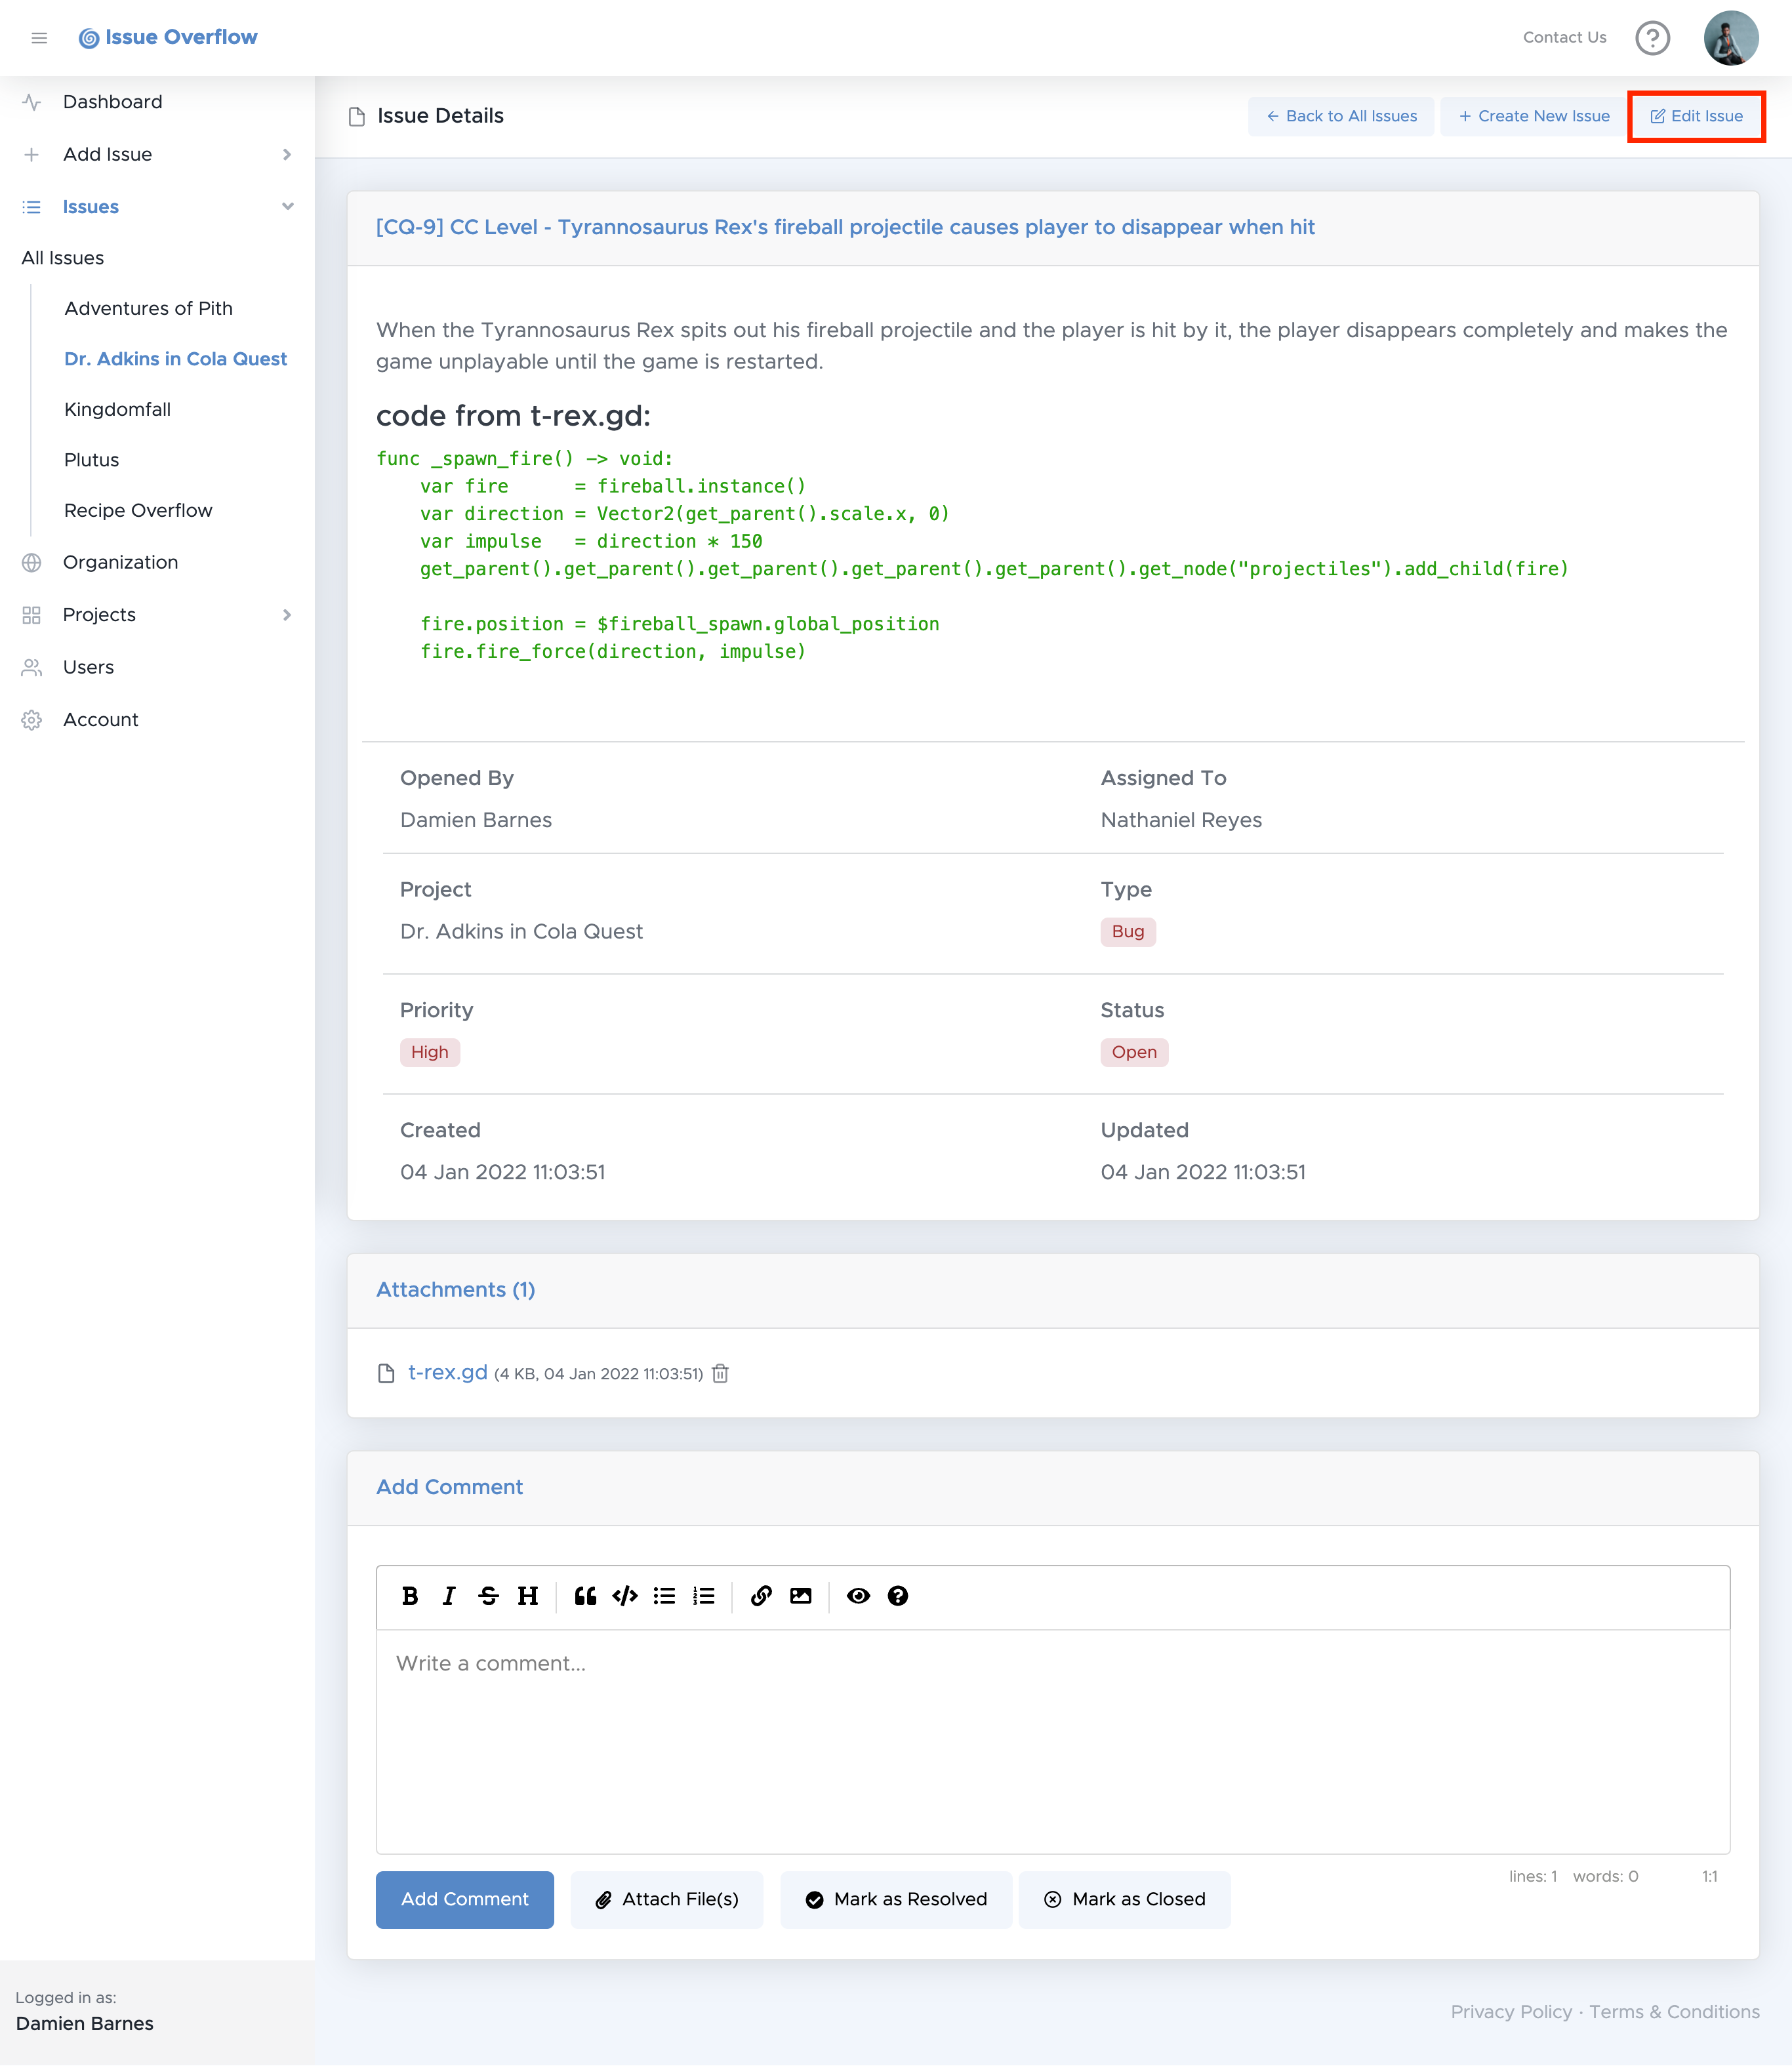 Issue Overflow
Contact Us
Dashboard
Add Issue
Issues
All Issues
Adventures of Pith
Dr. Adkins in Cola Quest
Kingdomfall
Plutus
Recipe Overflow
Organization
Projects
Users
Account
Logged in as:
Damien Barnes
Issue Details
Back to All Issues
Create New Issue
Edit Issue
[CQ-9] CC Level - Tyrannosaurus Rex's fireball projectile causes player to disappear when hit
When the Tyrannosaurus Rex spits out his fireball projectile and the player is hit by it, the player disappears completely and makes the
game unplayable until the game is restarted.
code from t-rex.gd:
func _spawn_fire() -> void:
    var fire      = fireball.instance()
    var direction = Vector2(get_parent().scale.x, 0)
    var impulse   = direction * 150
    get_parent().get_parent().get_parent().get_parent().get_parent().get_node("projectiles").add_child(fire)
    fire.position = $fireball_spawn.global_position
    fire.fire_force(direction, impulse)
Opened By
Damien Barnes
Assigned To
Nathaniel Reyes
Project
Dr. Adkins in Cola Quest
Type
Bug
Priority
High
Status
Open
Created
04 Jan 2022 11:03:51
Updated
04 Jan 2022 11:03:51
Attachments (1)
t-rex.gd (4 KB, 04 Jan 2022 11:03:51)
Add Comment
B I S H
Write a comment...
lines: 1 words: 0 1:1
Add Comment
Attach File(s)
Mark as Resolved
Mark as Closed
Privacy Policy · Terms & Conditions